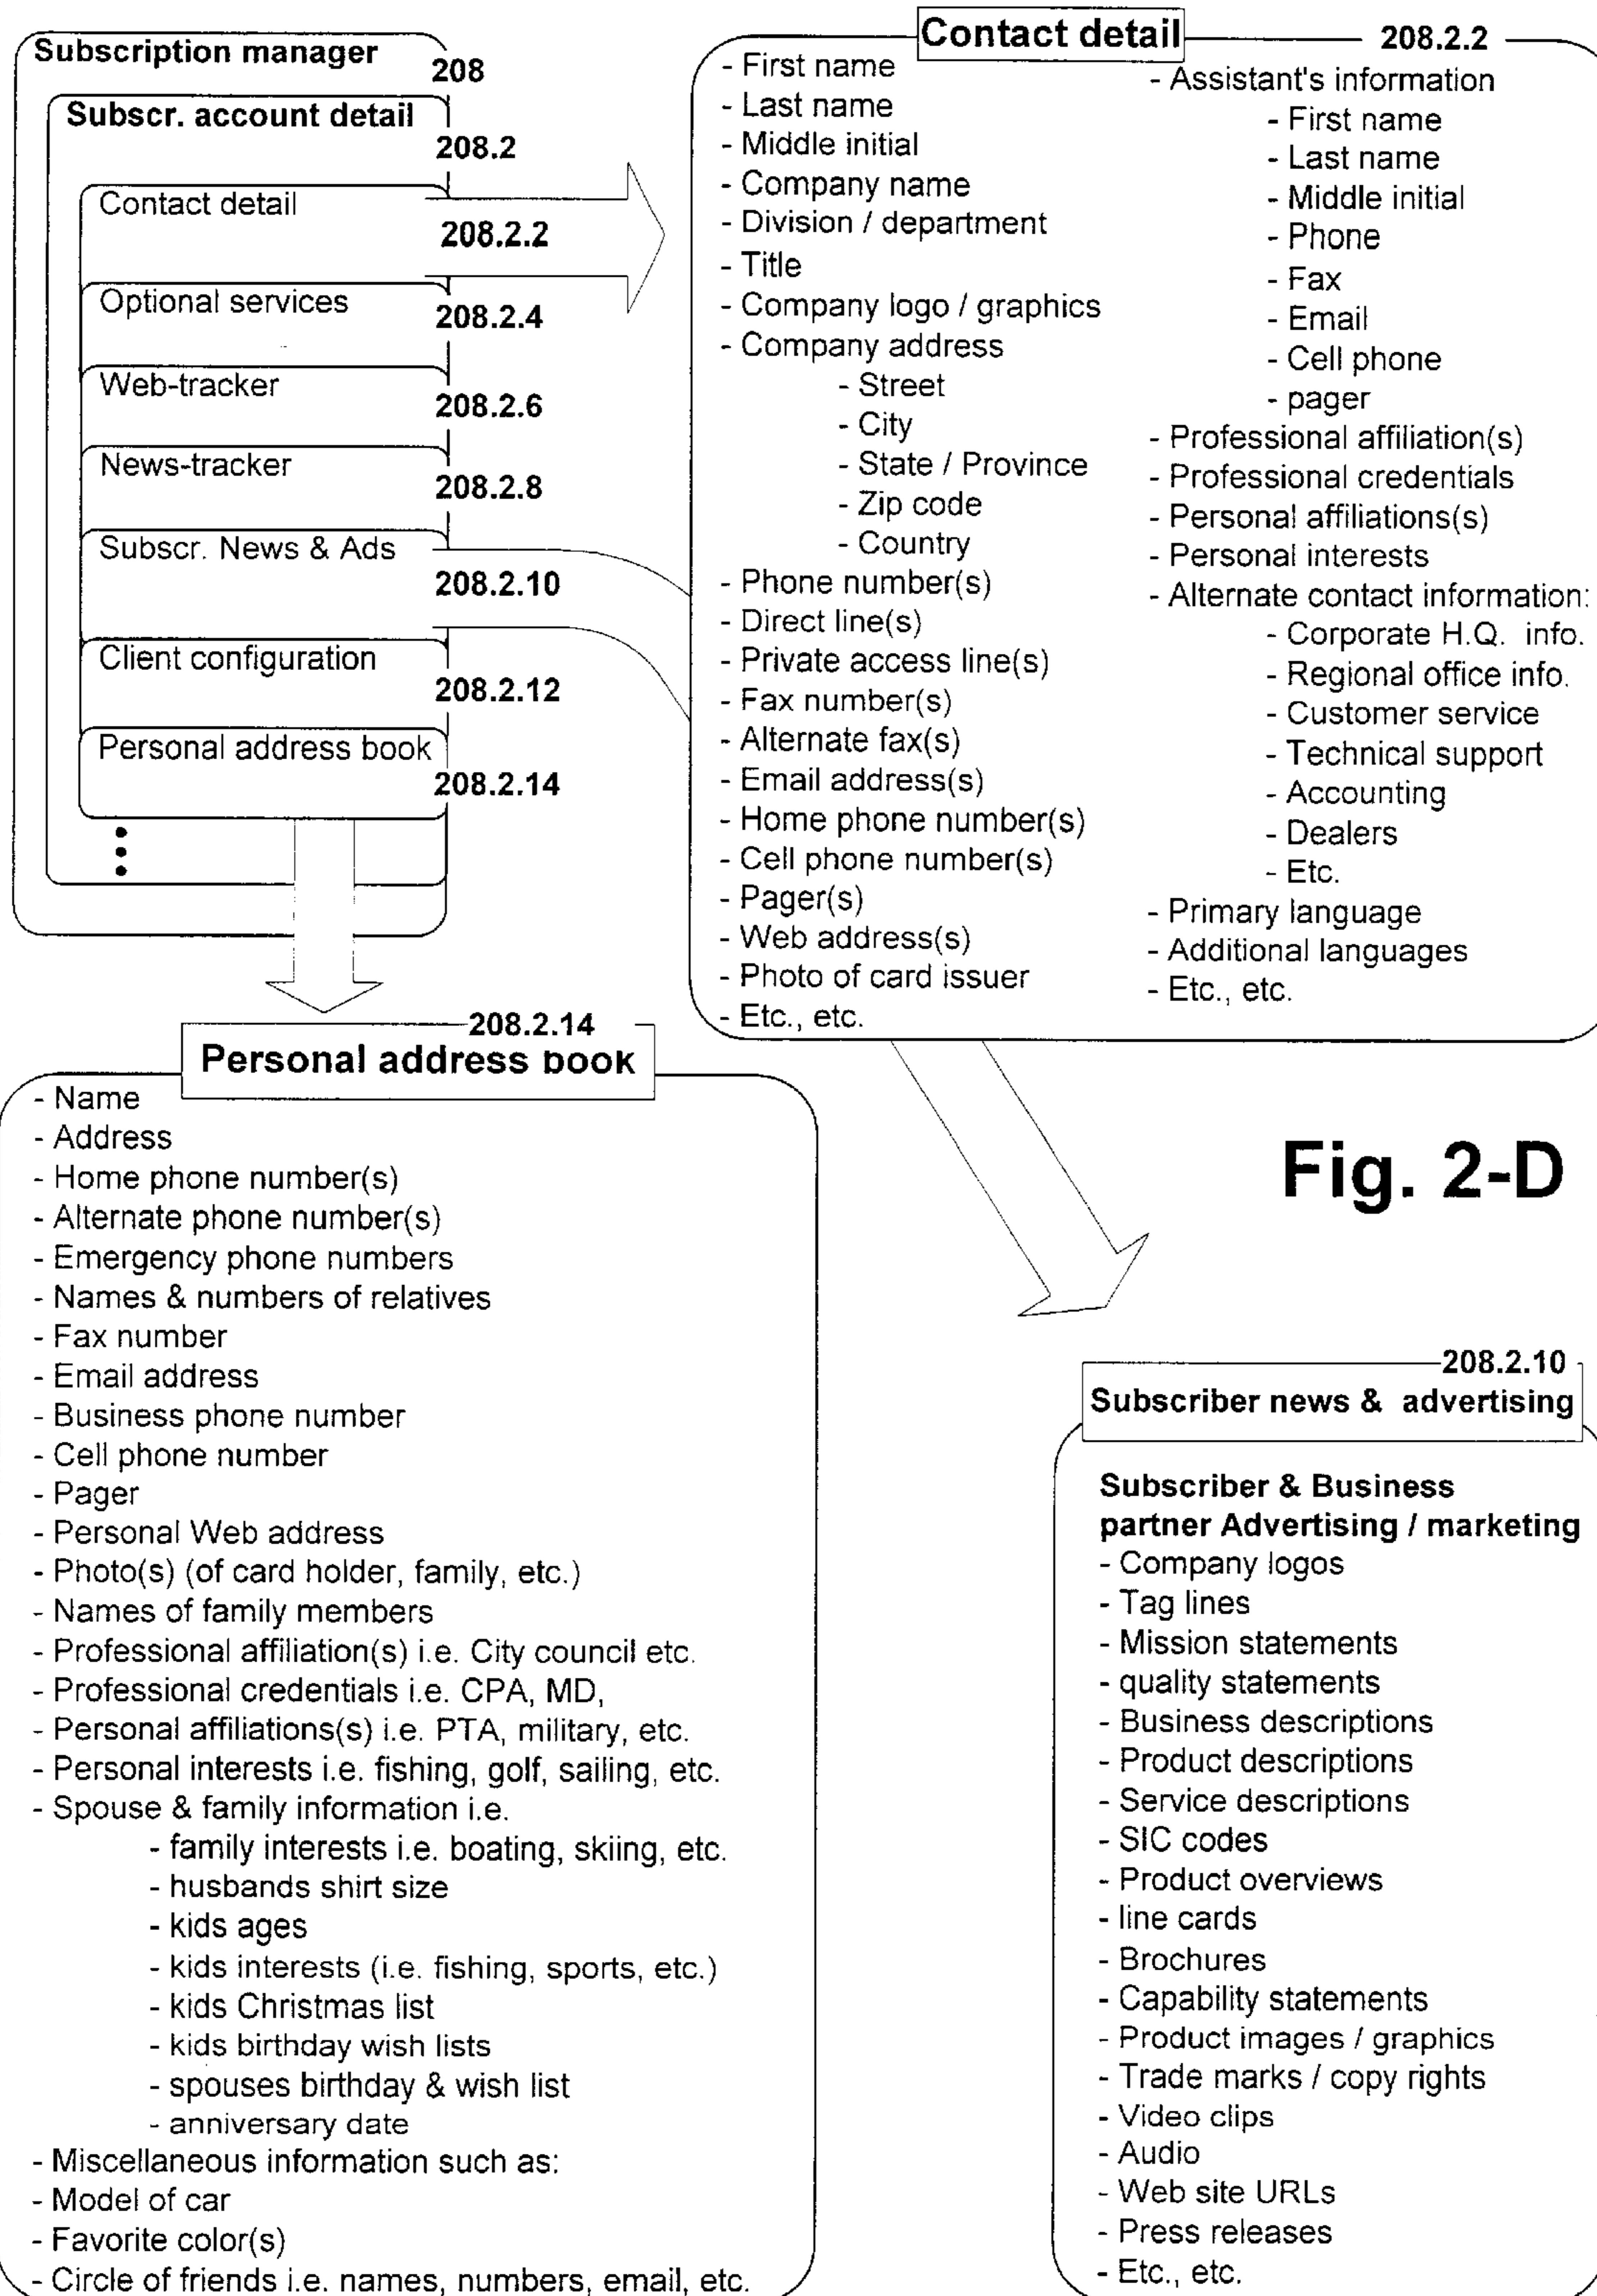 Subscription manager
208
Subscr. account detail
208.2
Contact detail
208.2.2
Optional services
208.2.4
Web-tracker
208.2.6
News-tracker
208.2.8
Subscr. News & Ads
208.2.10
Client configuration
208.2.12
Personal address book
208.2.14
Contact detail
208.2.2
- First name
- Last name
- Middle initial
- Company name
- Division / department
- Title
- Company logo / graphics
- Company address
- Street
- City
- State / Province
- Zip code
- Country
- Phone number(s)
- Direct line(s)
- Private access line(s)
- Fax number(s)
- Alternate fax(s)
- Email address(s)
- Home phone number(s)
- Cell phone number(s)
- Pager(s)
- Web address(s)
- Photo of card issuer
- Etc., etc.
- Assistant's information
- First name
- Last name
- Middle initial
- Phone
- Fax
- Email
- Cell phone
- pager
- Professional affiliation(s)
- Professional credentials
- Personal affiliations(s)
- Personal interests
- Alternate contact information:
- Corporate H.Q. info.
- Regional office info.
- Customer service
- Technical support
- Accounting
- Dealers
- Etc.
- Primary language
- Additional languages
- Etc., etc.
208.2.14
Personal address book
- Name
- Address
- Home phone number(s)
- Alternate phone number(s)
- Emergency phone numbers
- Names & numbers of relatives
- Fax number
- Email address
- Business phone number
- Cell phone number
- Pager
- Personal Web address
- Photo(s) (of card holder, family, etc.)
- Names of family members
- Professional affiliation(s) i.e. City council etc.
- Professional credentials i.e. CPA, MD,
- Personal affiliations(s) i.e. PTA, military, etc.
- Personal interests i.e. fishing, golf, sailing, etc.
- Spouse & family information i.e.
- family interests i.e. boating, skiing, etc.
- husbands shirt size
- kids ages
- kids interests (i.e. fishing, sports, etc.)
- kids Christmas list
- kids birthday wish lists
- spouses birthday & wish list
- anniversary date
- Miscellaneous information such as:
- Model of car
- Favorite color(s)
- Circle of friends i.e. names, numbers, email, etc.
Fig. 2-D
208.2.10
Subscriber news & advertising
Subscriber & Business
partner Advertising / marketing
- Company logos
- Tag lines
- Mission statements
- quality statements
- Business descriptions
- Product descriptions
- Service descriptions
- SIC codes
- Product overviews
- line cards
- Brochures
- Capability statements
- Product images / graphics
- Trade marks / copy rights
- Video clips
- Audio
- Web site URLs
- Press releases
- Etc., etc.